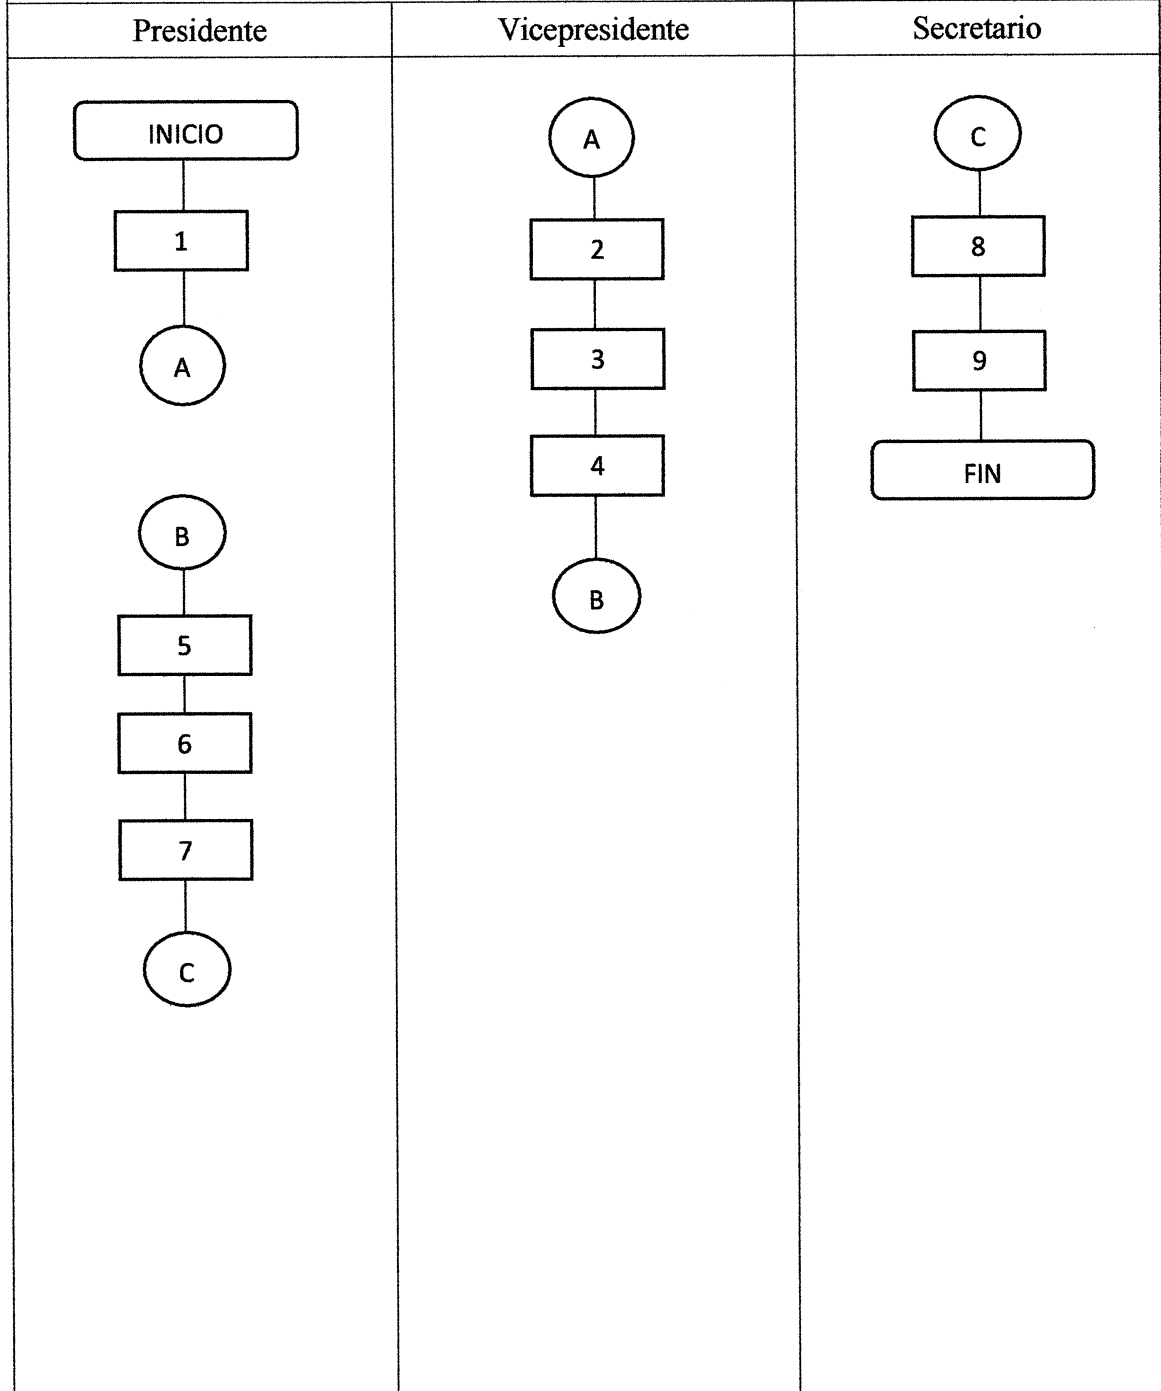 Presidente
Vicepresidente
Secretario
INICIO
1
A
B
5
6
7
C
A
2
3
4
B
C
8
9
FIN